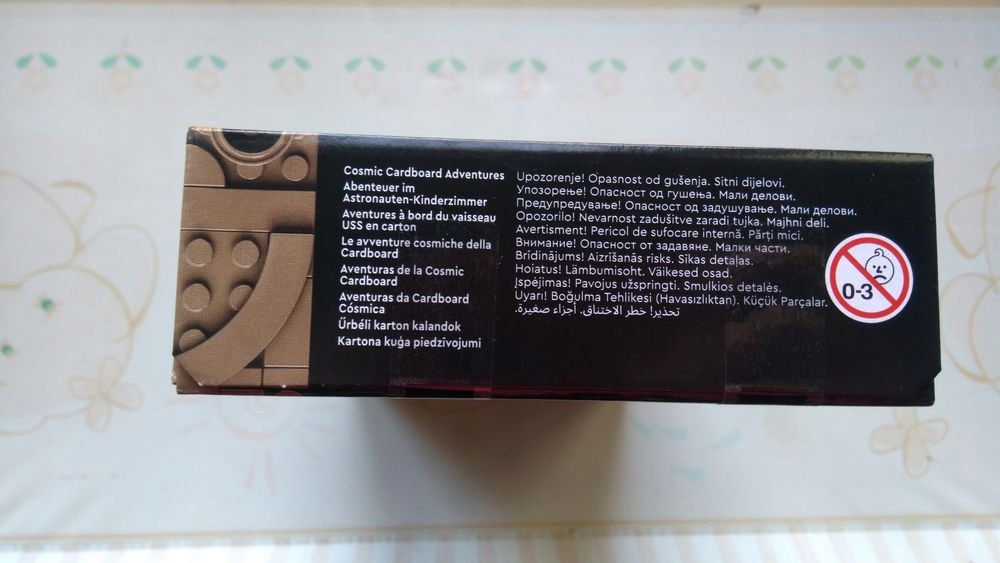 Cosmic Cardboard Adventures
Abenteuer im
Astronauten-Kinderzimmer
Aventures à bord du vaisseau
USS en carton
Le avventure cosmiche della
Cardboard
Aventuras de la Cosmic
Cardboard
Aventuras da Cardboard
Cósmica
Űrbéli karton kalandok
Kartona kuģa piedzīvojumi
Upozorenje! Opasnost od gušenja. Sitni dijelovi.
Упозорење! Опасност од гушења. Мали делови.
Предупредување! Опасност од задушување. Мали делови.
Opozorilo! Nevarnost zadušitve zaradi tujka. Majhni deli.
Avertisment! Pericol de sufocare internă. Părți mici.
Внимание! Опасност от задавяне. Малки части.
Brīdinājums! Aizrīšanās risks. Sīkas detaļas.
Hoiatus! Lämbumisoht. Väikesed osad.
Įspėjimas! Pavojus užspringti. Smulkios detalės.
Uyarı! Boğulma Tehlikesi (Havasızlıktan). Küçük Parçalar.
تحذير! خطر الاختناق. أجزاء صغيرة.
0-3